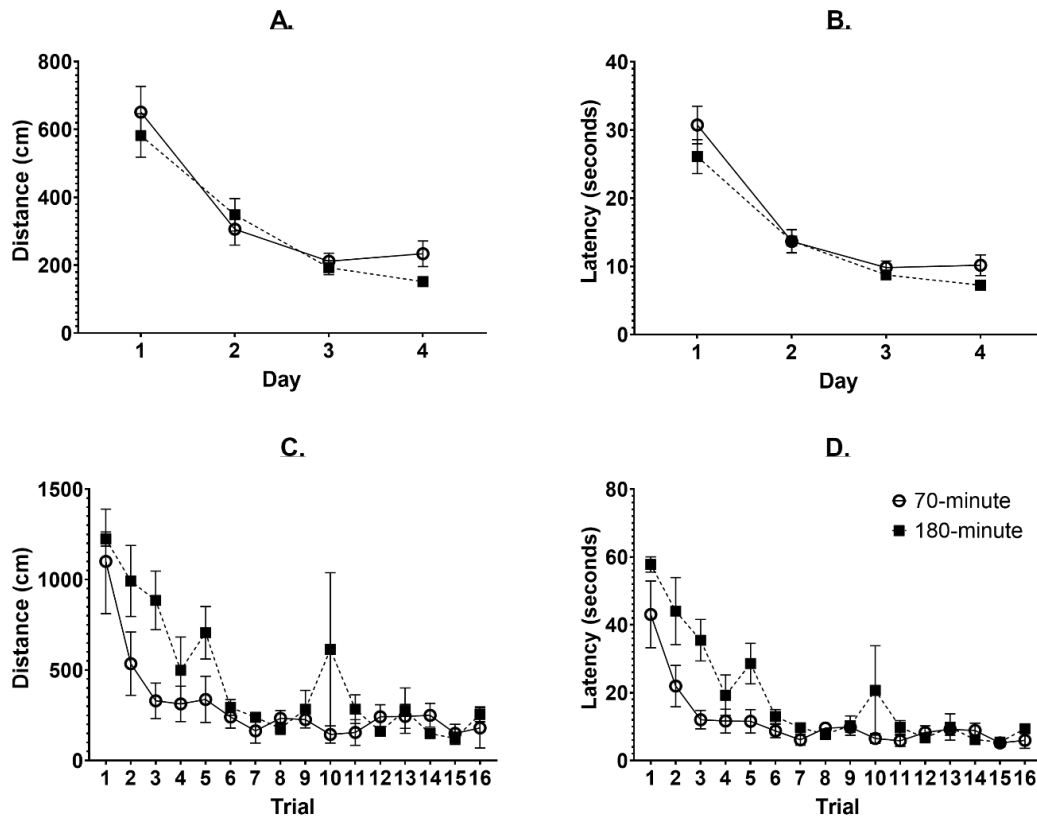 A.
800
600
400
200
0
Distance (cm)
1 2 3 4
Day
B.
40
30
20
10
0
Latency (seconds)
1 2 3 4
Day
C.
1500
1000
500
0
Distance (cm)
1 2 3 4 5 6 7 8 9 10 11 12 13 14 15 16
Trial
D.
80
60
40
20
0
Latency (seconds)
70-minute
180-minute
1 2 3 4 5 6 7 8 9 10 11 12 13 14 15 16
Trial